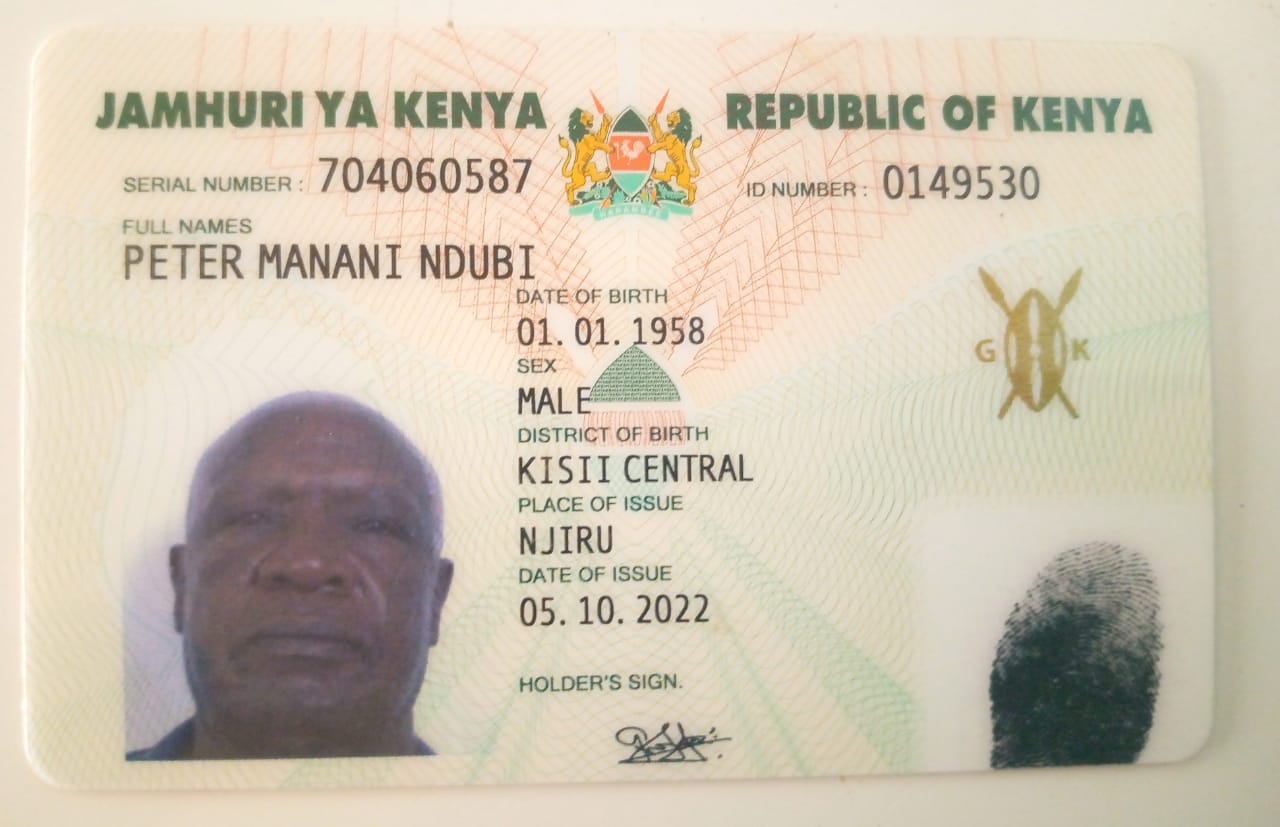 JAMHURI YA KENYA REPUBLIC OF KENYA
SERIAL NUMBER : 704060587 ID NUMBER : 0149530
FULL NAMES
PETER MANANI NDUBI
DATE OF BIRTH
01. 01. 1958
SEX
MALE
DISTRICT OF BIRTH
KISII CENTRAL
PLACE OF ISSUE
NJIRU
DATE OF ISSUE
05. 10. 2022
HOLDER'S SIGN.
HARAMBEE
G K